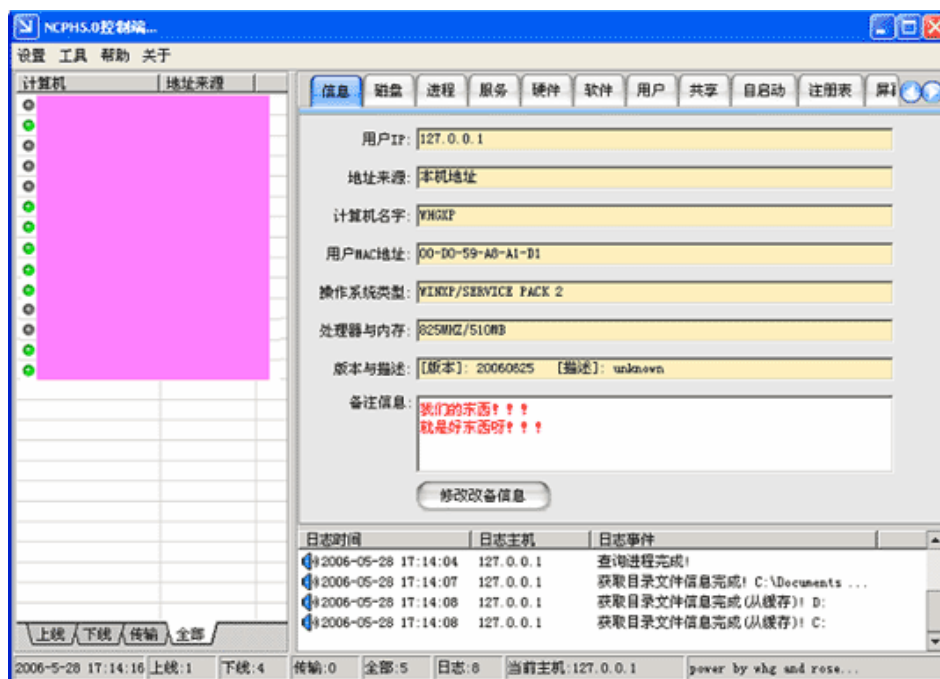 NCPH5.0控制端...
设置 工具 帮助 关于
计算机 地址来源
信息 磁盘 进程 服务 硬件 软件 用户 共享 自启动 注册表
用户IP: 127.0.0.1
地址来源: 本机地址
计算机名字: WHGXP
用户MAC地址: 00-D0-59-A8-A1-D1
操作系统类型: WINXP/SERVICE PACK 2
处理器与内存: 825MHZ/510MB
版本与描述: [版本]: 20060625 [描述]: unknown
备注信息: 我们的东西!!!
就是好东西呀!!!
修改改备信息
日志时间 日志主机 日志事件
2006-05-28 17:14:04 127.0.0.1 查询进程完成!
2006-05-28 17:14:07 127.0.0.1 获取目录文件信息完成! C:\Documents ...
2006-05-28 17:14:08 127.0.0.1 获取目录文件信息完成(从缓存)! D:
2006-05-28 17:14:08 127.0.0.1 获取目录文件信息完成(从缓存)! C:
上线 下线 传输 全部
2006-5-28 17:14:16 上线:1 下线:4 传输:0 全部:5 日志:8 当前主机:127.0.0.1 power by whg and rose...